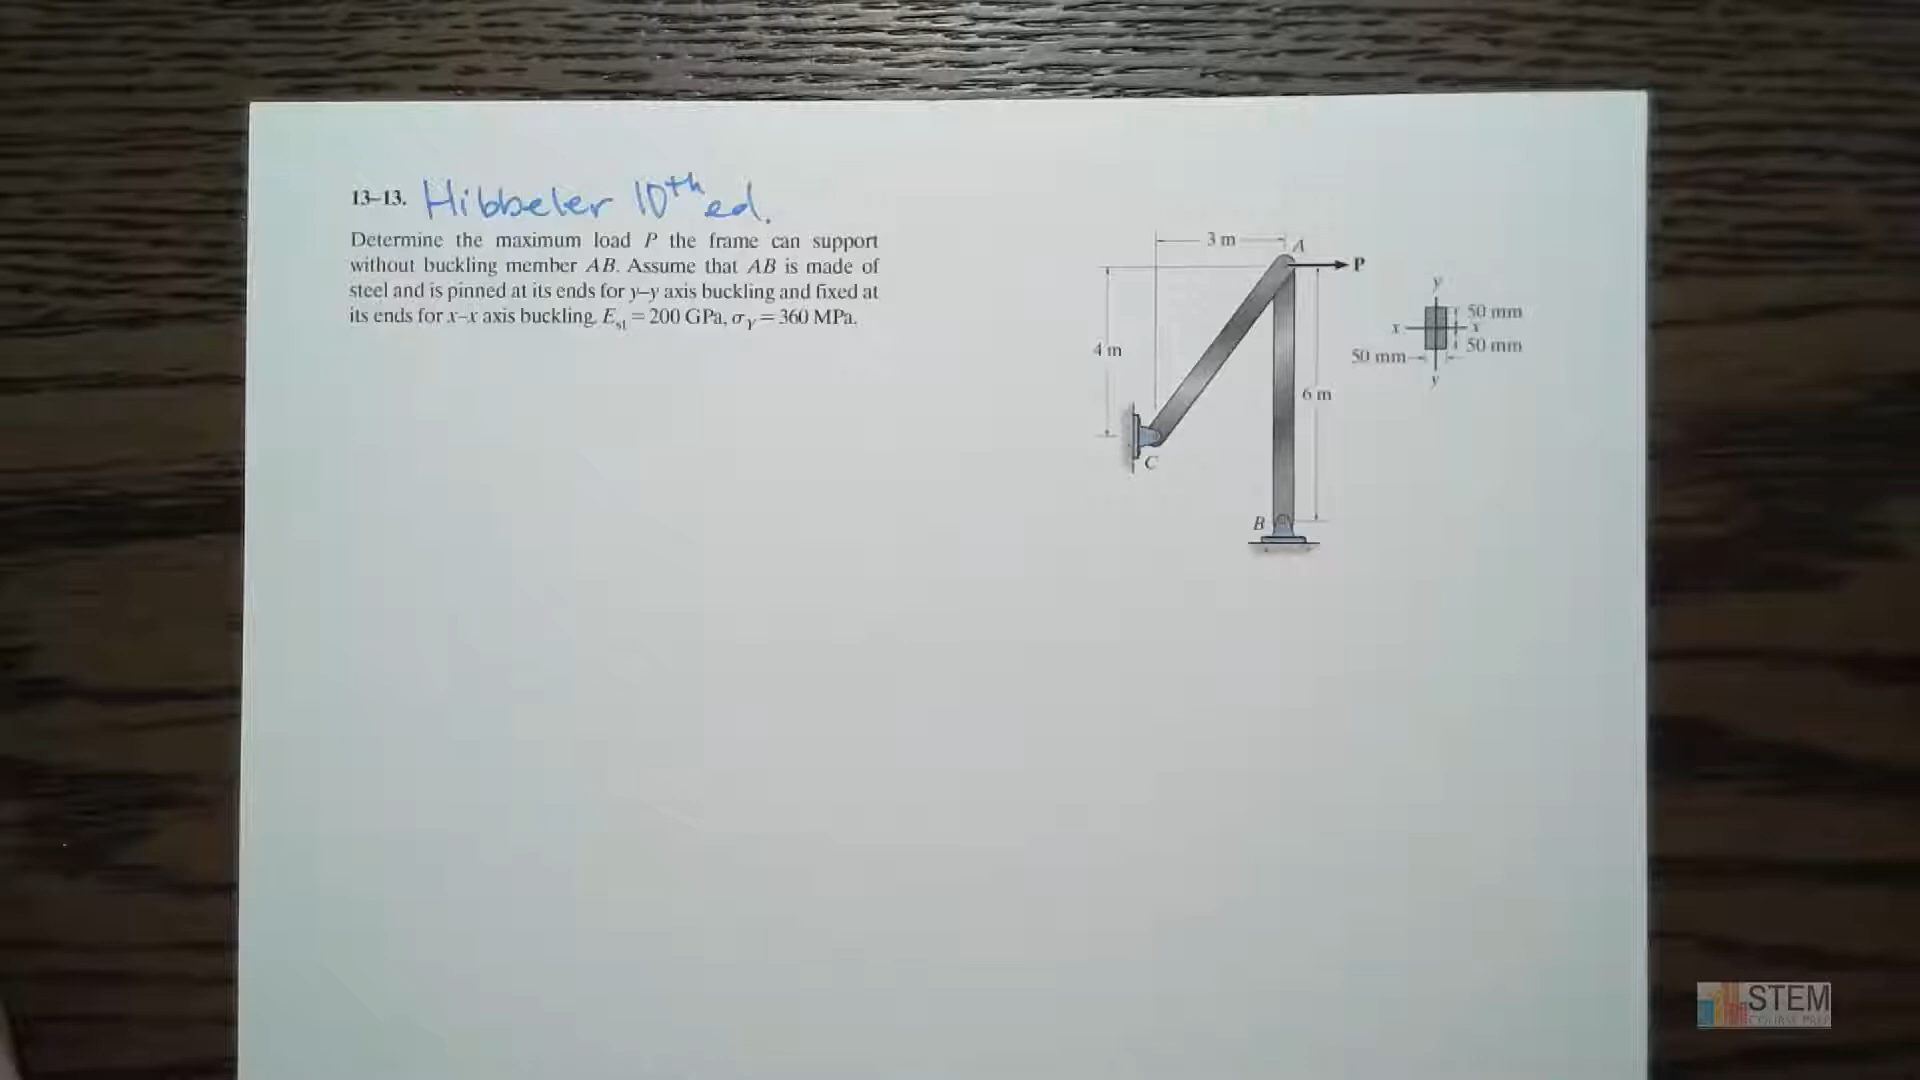 13–13. Hibbeler 10th ed.
Determine the maximum load P the frame can support
without buckling member AB. Assume that AB is made of
steel and is pinned at its ends for y–y axis buckling and fixed at
its ends for x–x axis buckling. Est = 200 GPa, σY = 360 MPa.
3 m
A
P
4 m
6 m
C
B
y
50 mm
x
x
50 mm
50 mm
y
STEM
COURSE PREP